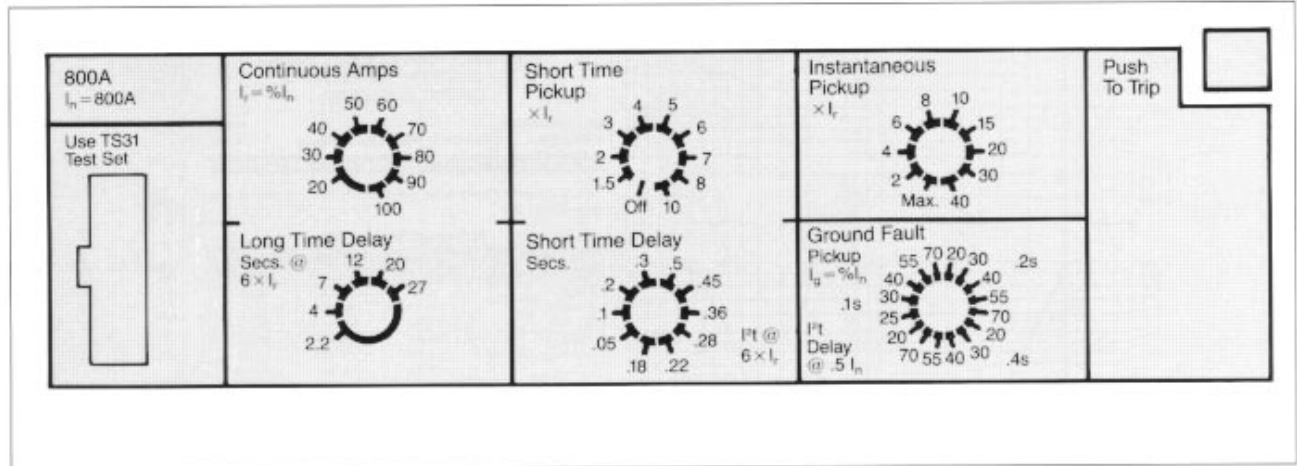 800A
Iₙ = 800A
Use TS31
Test Set
Continuous Amps
Iᵣ = %Iₙ
20 30 40 50 60 70 80 90 100
Long Time Delay
Secs. @
6 × Iᵣ
2.2 4 7 12 20 27
Short Time
Pickup
× Iᵣ
1.5 2 3 4 5 6 7 8 10 Off
Short Time Delay
Secs.
.05 .1 .2 .3 .5 .45 .36 .28 .22 .18
I²t @
6 × Iᵣ
Instantaneous
Pickup
× Iᵣ
2 4 6 8 10 15 20 30 40 Max.
Ground Fault
Pickup
I₉ = %Iₙ
.1s
20 25 30 40 55 70
.2s
20 30 40 55 70
.4s
20 30 40 55 70
I²t
Delay
@ .5 Iₙ
Push
To Trip